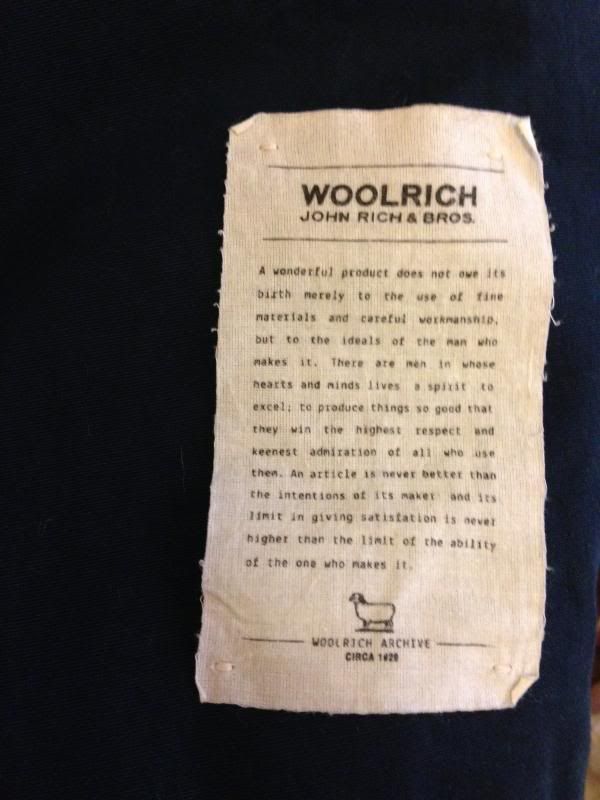 WOOLRICH
JOHN RICH & BROS.
A wonderful product does not owe its
birth merely to the use of fine
materials and careful workmanship,
but to the ideals of the man who
makes it. There are men in whose
hearts and minds lives a spirit to
excel; to produce things so good that
they win the highest respect and
keenest admiration of all who use
them. An article is never better than
the intentions of its maker and its
limit in giving satisfation is never
higher than the limit of the ability
of the one who makes it.
WOOLRICH ARCHIVE
CIRCA 1929